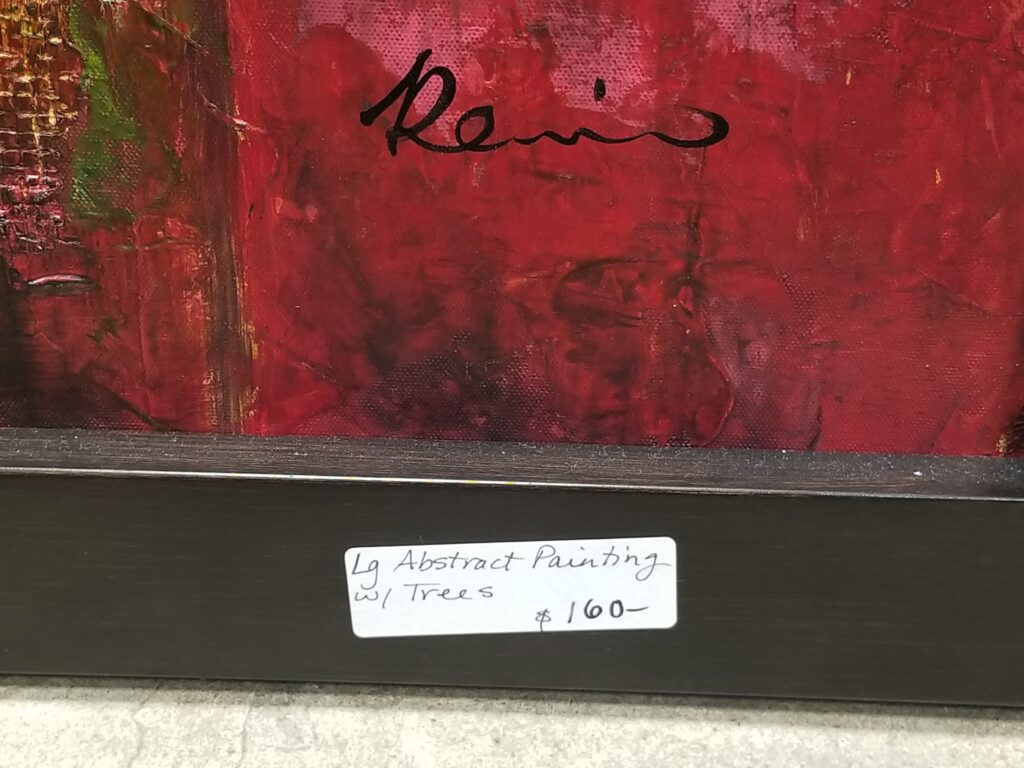 Lg Abstract Painting
w/ Trees
$160-